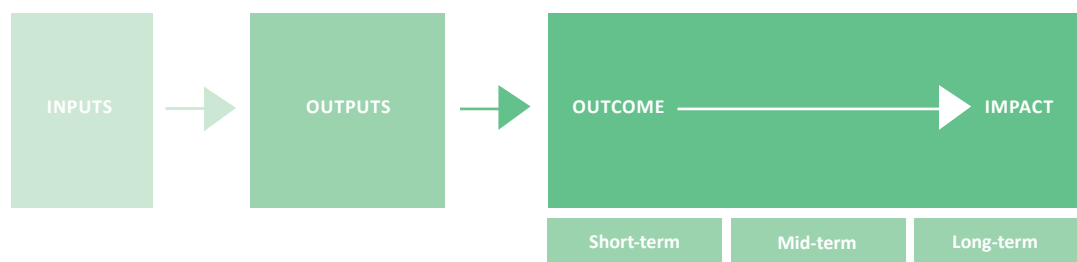 INPUTS
OUTPUTS
OUTCOME
IMPACT
Short-term
Mid-term
Long-term